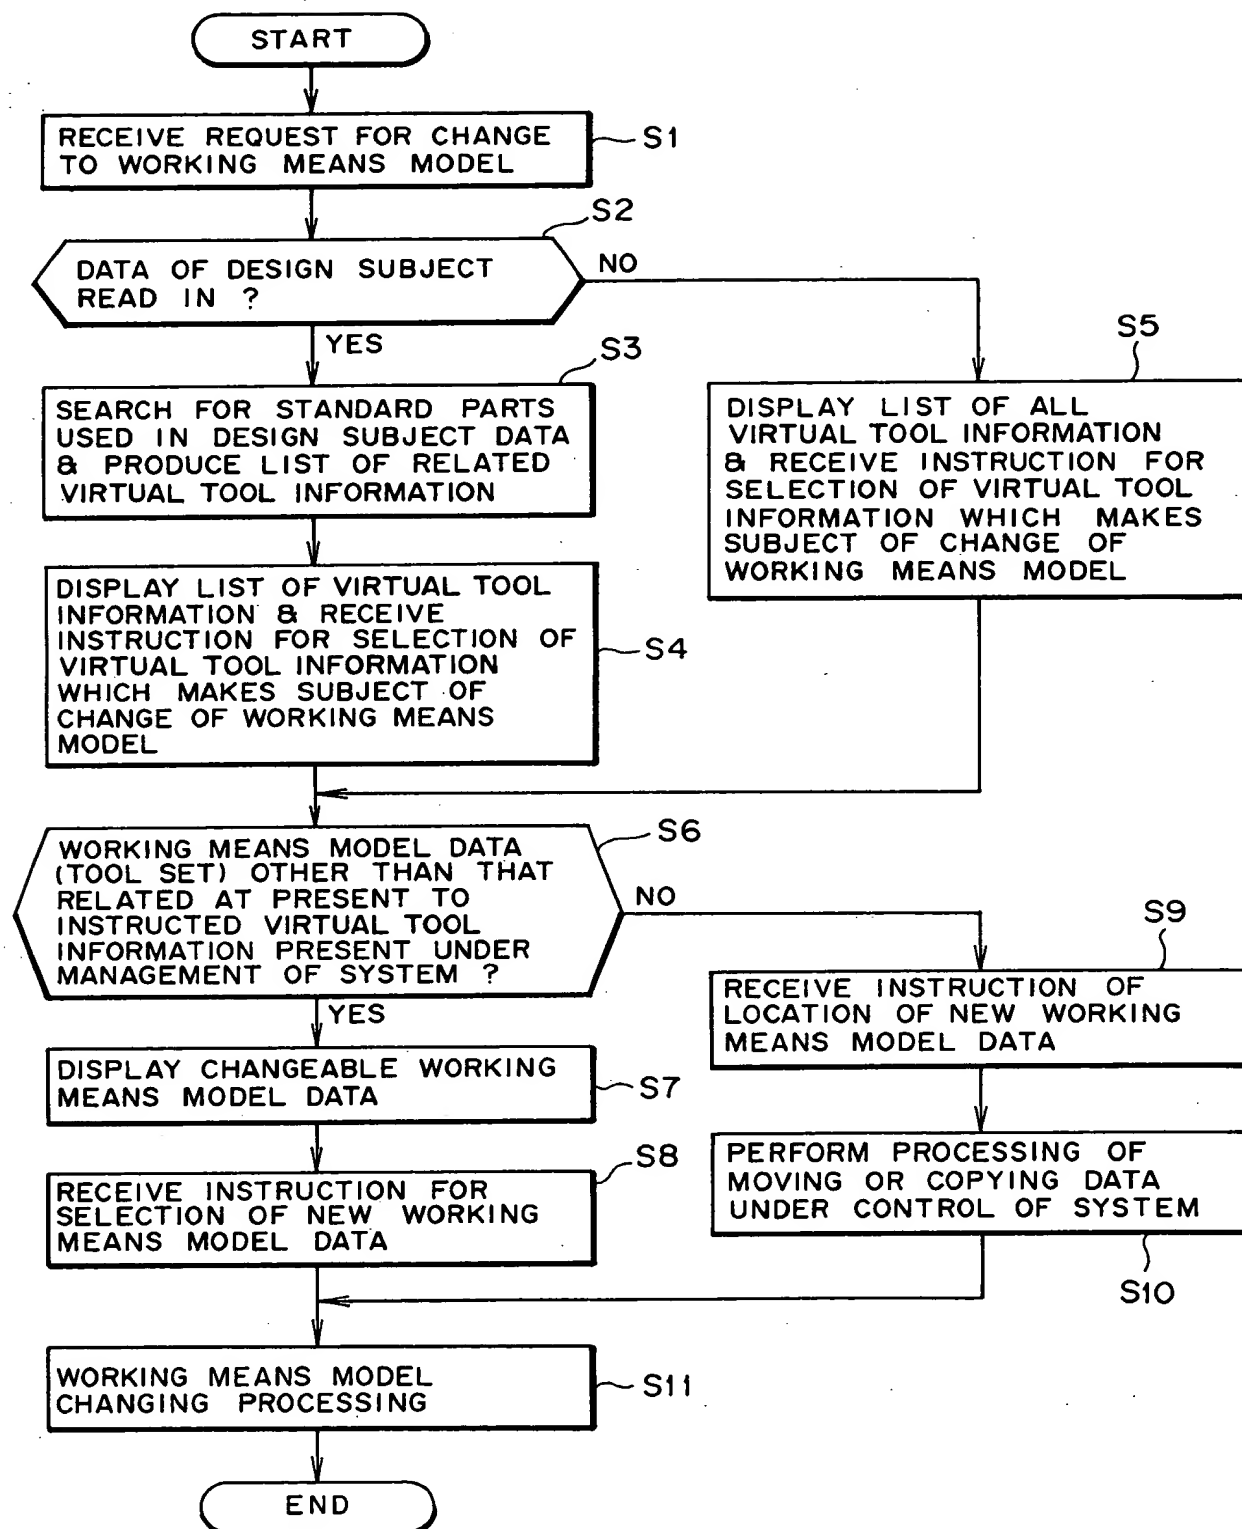 START
RECEIVE REQUEST FOR CHANGE
TO WORKING MEANS MODEL
S1
S2
DATA OF DESIGN SUBJECT
READ IN ?
NO
YES
S3
SEARCH FOR STANDARD PARTS
USED IN DESIGN SUBJECT DATA
& PRODUCE LIST OF RELATED
VIRTUAL TOOL INFORMATION
S5
DISPLAY LIST OF ALL
VIRTUAL TOOL INFORMATION
& RECEIVE INSTRUCTION FOR
SELECTION OF VIRTUAL TOOL
INFORMATION WHICH MAKES
SUBJECT OF CHANGE OF
WORKING MEANS MODEL
DISPLAY LIST OF VIRTUAL TOOL
INFORMATION & RECEIVE
INSTRUCTION FOR SELECTION OF
VIRTUAL TOOL INFORMATION
WHICH MAKES SUBJECT OF
CHANGE OF WORKING MEANS
MODEL
S4
S6
WORKING MEANS MODEL DATA
(TOOL SET) OTHER THAN THAT
RELATED AT PRESENT TO
INSTRUCTED VIRTUAL TOOL
INFORMATION PRESENT UNDER
MANAGEMENT OF SYSTEM ?
NO
YES
S9
RECEIVE INSTRUCTION OF
LOCATION OF NEW WORKING
MEANS MODEL DATA
DISPLAY CHANGEABLE WORKING
MEANS MODEL DATA
S7
S8
RECEIVE INSTRUCTION FOR
SELECTION OF NEW WORKING
MEANS MODEL DATA
PERFORM PROCESSING OF
MOVING OR COPYING DATA
UNDER CONTROL OF SYSTEM
S10
WORKING MEANS MODEL
CHANGING PROCESSING
S11
END